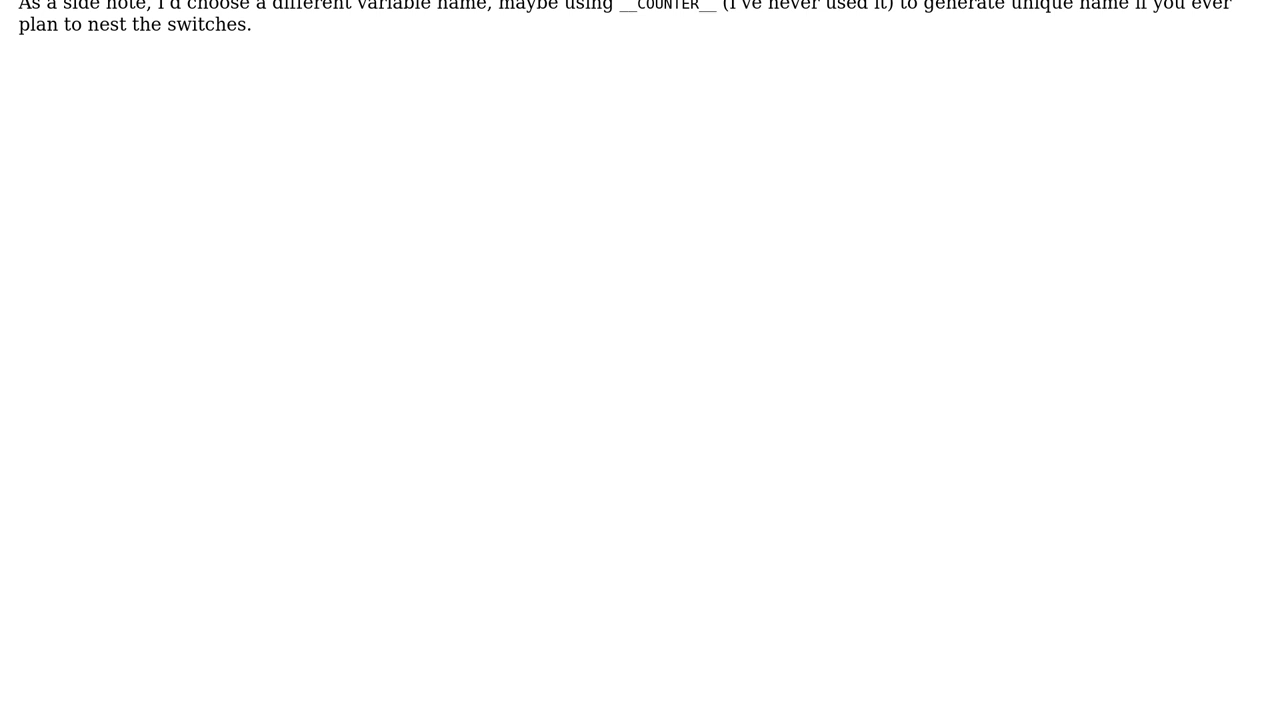 As a side note, I'd choose a different variable name, maybe using __COUNTER__ (I've never used it) to generate unique name if you ever
plan to nest the switches.